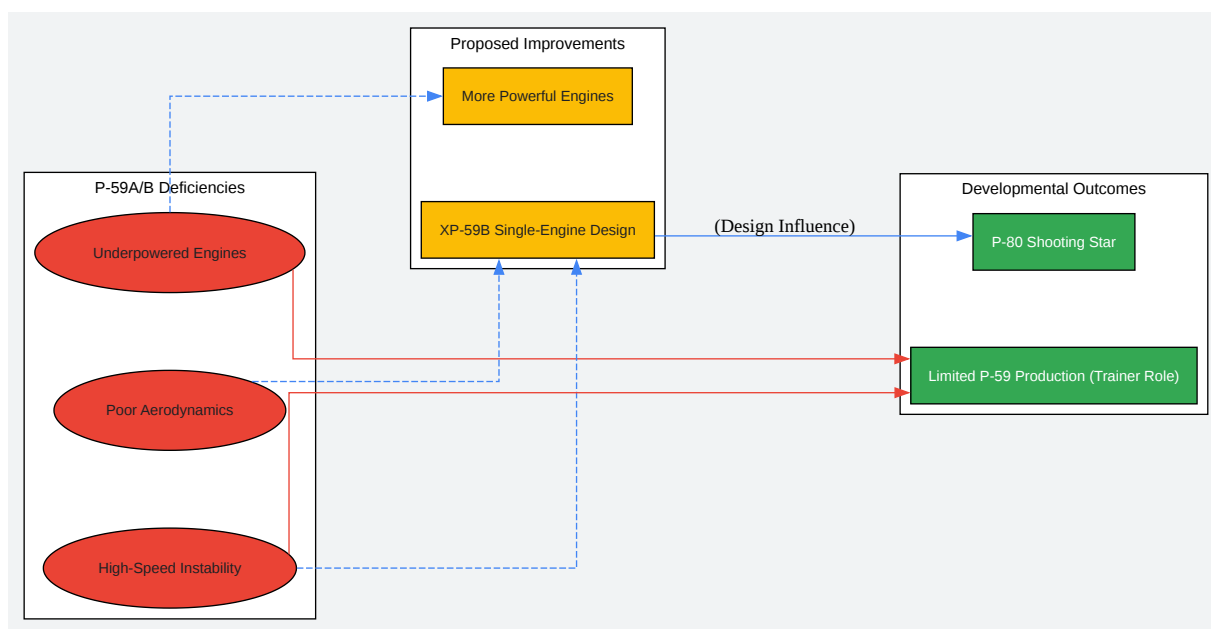 Proposed Improvements
More Powerful Engines
XP-59B Single-Engine Design
P-59A/B Deficiencies
Underpowered Engines
Poor Aerodynamics
High-Speed Instability
(Design Influence)
Developmental Outcomes
P-80 Shooting Star
Limited P-59 Production (Trainer Role)